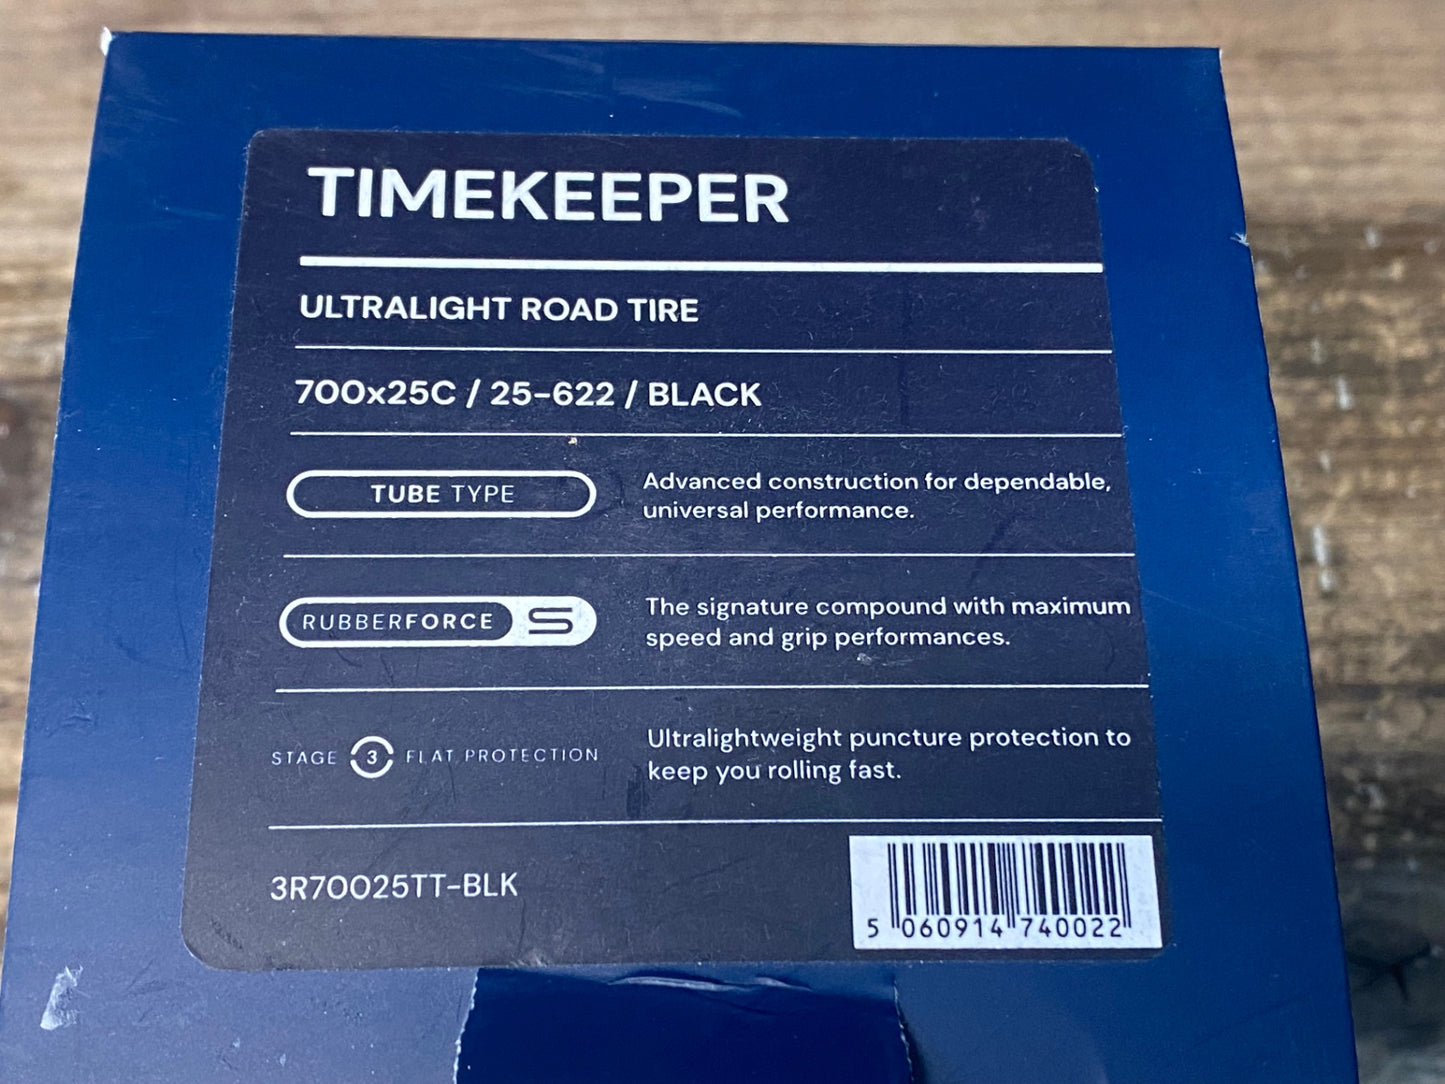 TIMEKEEPER
ULTRALIGHT ROAD TIRE
700x25C / 25-622 / BLACK
TUBE TYPE
Advanced construction for dependable,
universal performance.
RUBBERFORCE S
The signature compound with maximum
speed and grip performances.
STAGE 3 FLAT PROTECTION
Ultralightweight puncture protection to
keep you rolling fast.
3R70025TT-BLK
5 060914 740022